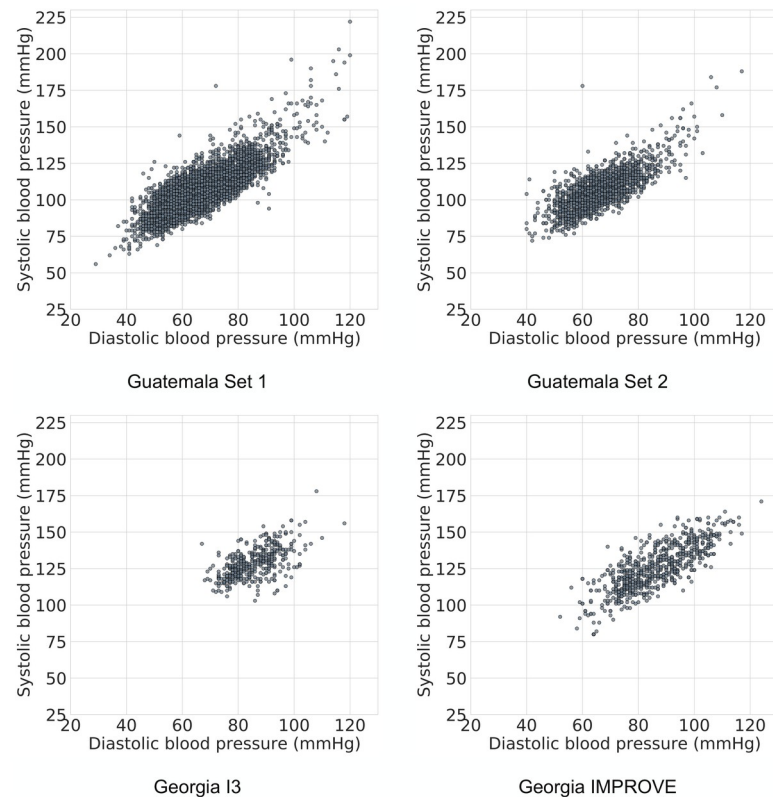 225
200
175
150
125
100
75
50
25
Systolic blood pressure (mmHg)
20 40 60 80 100 120
Diastolic blood pressure (mmHg)
Guatemala Set 1
225
200
175
150
125
100
75
50
25
Systolic blood pressure (mmHg)
20 40 60 80 100 120
Diastolic blood pressure (mmHg)
Guatemala Set 2
225
200
175
150
125
100
75
50
25
Systolic blood pressure (mmHg)
20 40 60 80 100 120
Diastolic blood pressure (mmHg)
Georgia I3
225
200
175
150
125
100
75
50
25
Systolic blood pressure (mmHg)
20 40 60 80 100 120
Diastolic blood pressure (mmHg)
Georgia IMPROVE